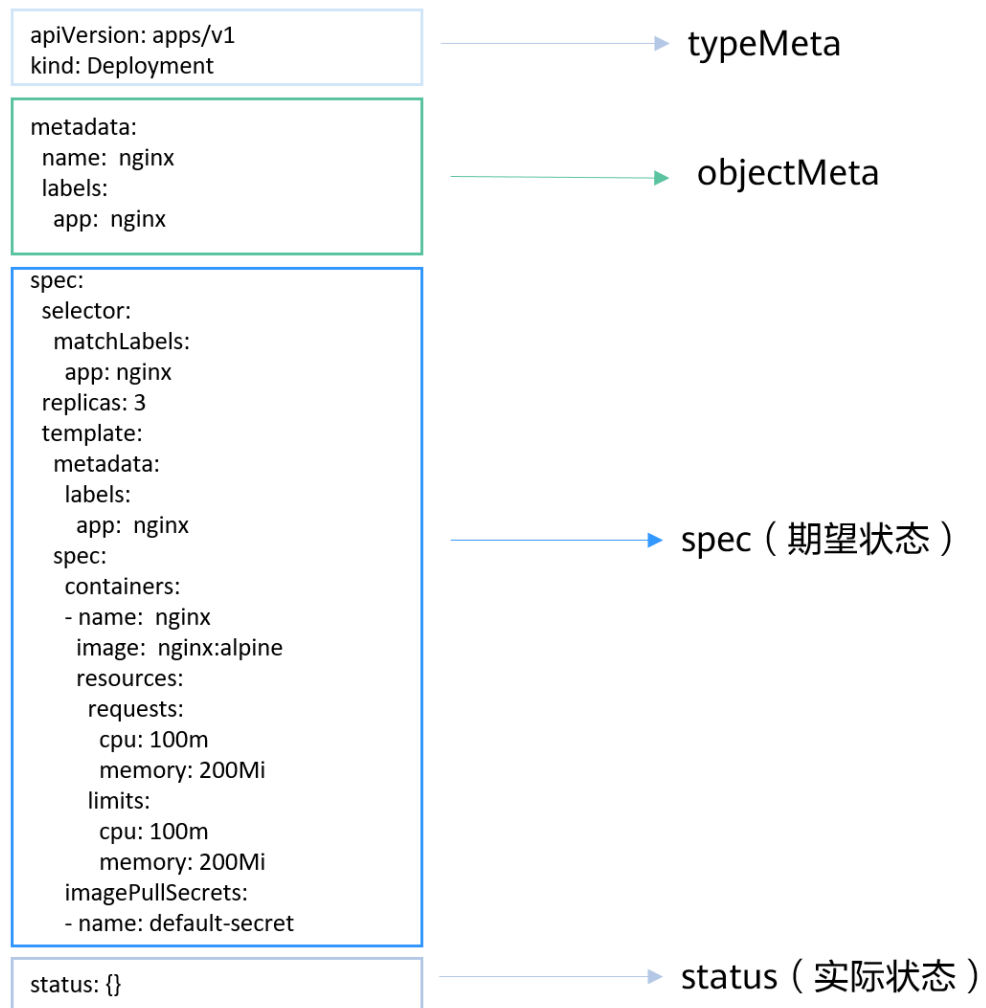 apiVersion: apps/v1
kind: Deployment
typeMeta
metadata:
  name:  nginx
  labels:
    app:  nginx
objectMeta
spec:
  selector:
    matchLabels:
      app: nginx
  replicas: 3
  template:
    metadata:
      labels:
        app:  nginx
    spec:
      containers:
      - name:  nginx
        image:  nginx:alpine
        resources:
          requests:
            cpu: 100m
            memory: 200Mi
          limits:
            cpu: 100m
            memory: 200Mi
      imagePullSecrets:
      - name: default-secret
spec（期望状态）
status: {}
status（实际状态）